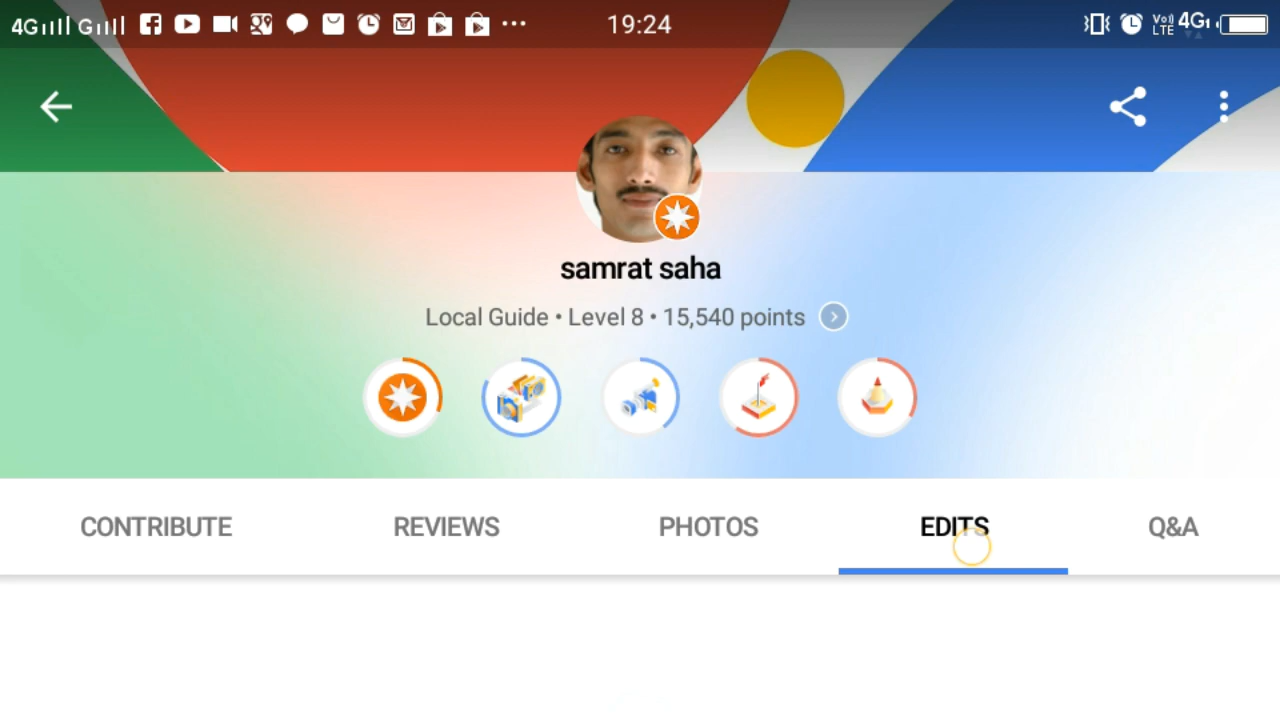 4G G 19:24 Vo)) LTE 4G
samrat saha
Local Guide • Level 8 • 15,540 points
CONTRIBUTE REVIEWS PHOTOS EDITS Q&A